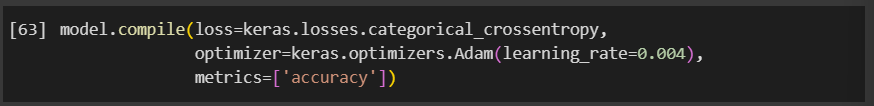 [63] model.compile(loss=keras.losses.categorical_crossentropy,
optimizer=keras.optimizers.Adam(learning_rate=0.004),
metrics=['accuracy'])